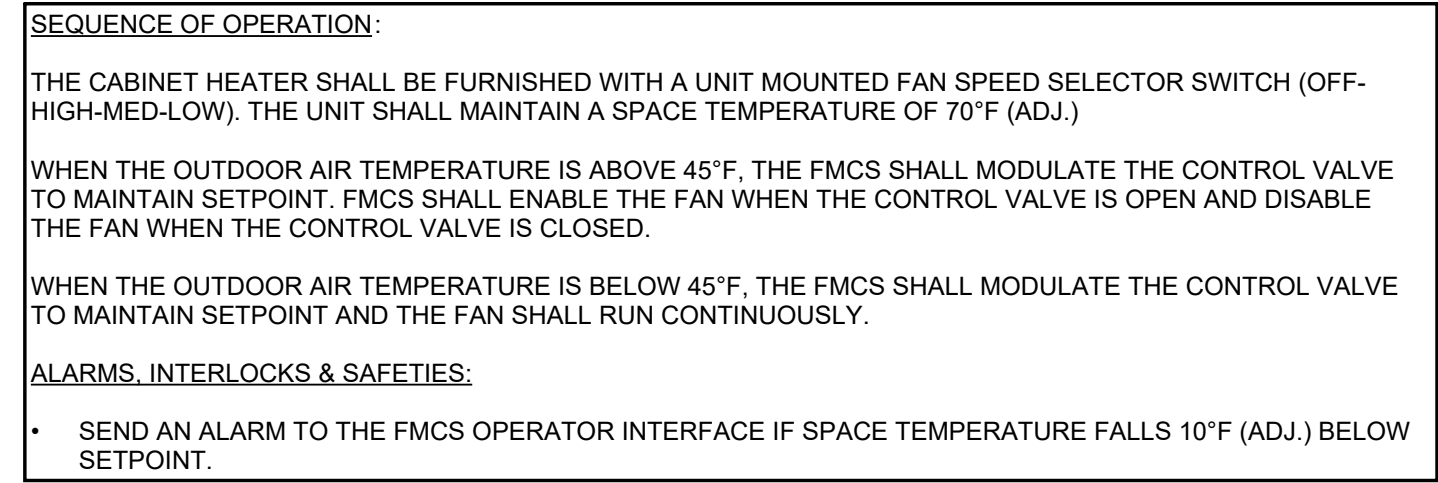 SEQUENCE OF OPERATION:
THE CABINET HEATER SHALL BE FURNISHED WITH A UNIT MOUNTED FAN SPEED SELECTOR SWITCH (OFF-
HIGH-MED-LOW). THE UNIT SHALL MAINTAIN A SPACE TEMPERATURE OF 70°F (ADJ.)
WHEN THE OUTDOOR AIR TEMPERATURE IS ABOVE 45°F, THE FMCS SHALL MODULATE THE CONTROL VALVE
TO MAINTAIN SETPOINT. FMCS SHALL ENABLE THE FAN WHEN THE CONTROL VALVE IS OPEN AND DISABLE
THE FAN WHEN THE CONTROL VALVE IS CLOSED.
WHEN THE OUTDOOR AIR TEMPERATURE IS BELOW 45°F, THE FMCS SHALL MODULATE THE CONTROL VALVE
TO MAINTAIN SETPOINT AND THE FAN SHALL RUN CONTINUOUSLY.
ALARMS, INTERLOCKS & SAFETIES:
• SEND AN ALARM TO THE FMCS OPERATOR INTERFACE IF SPACE TEMPERATURE FALLS 10°F (ADJ.) BELOW
SETPOINT.